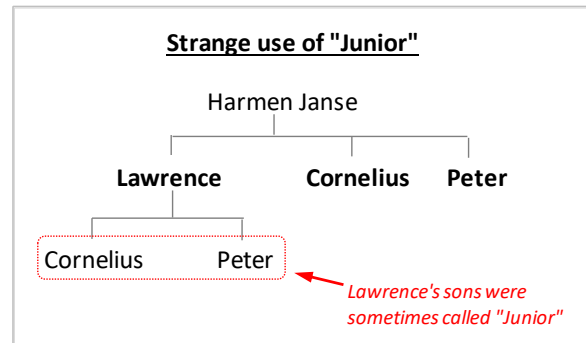 Strange use of "Junior"
Harmen Janse
Lawrence Cornelius Peter
Cornelius Peter
Lawrence's sons were
sometimes called "Junior"